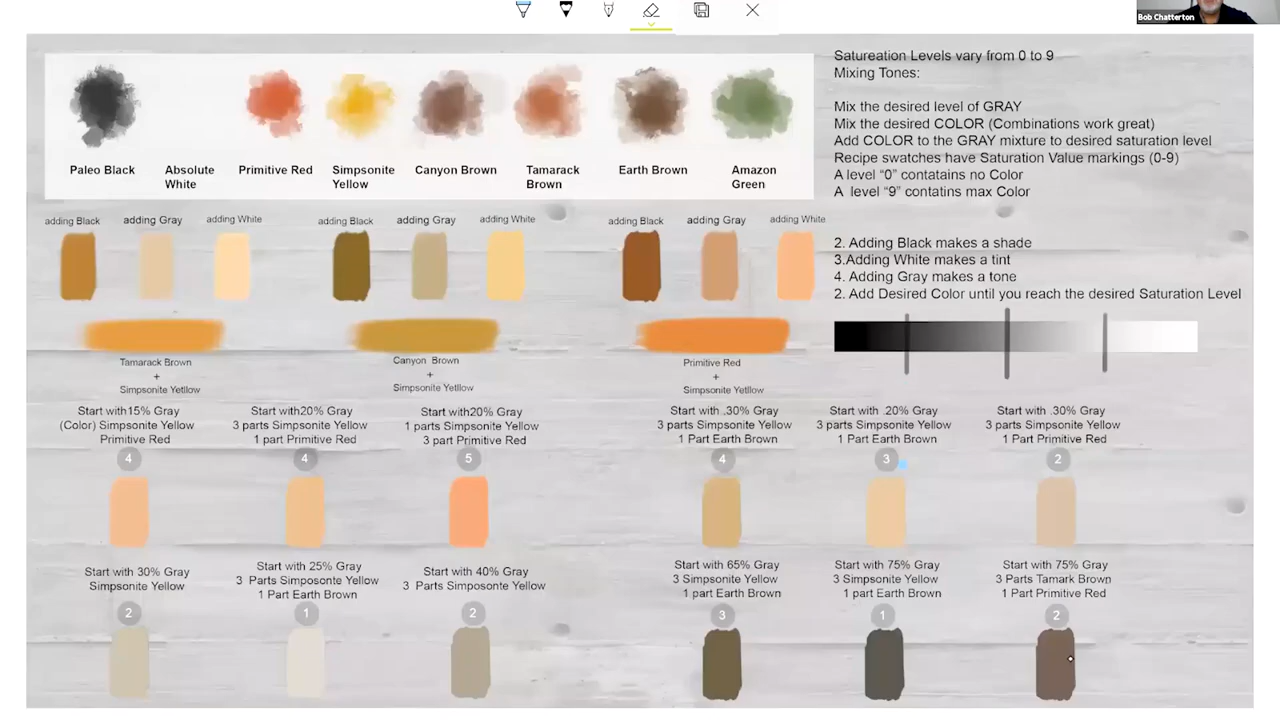 Bob Chatterton
Satureation Levels vary from 0 to 9
Mixing Tones:
Mix the desired level of GRAY
Mix the desired COLOR (Combinations work great)
Add COLOR to the GRAY mixture to desired saturation level
Recipe swatches have Saturation Value markings (0-9)
A level “0” contatains no Color
A level “9” contatins max Color
Paleo Black
Absolute
White
Primitive Red
Simpsonite
Yellow
Canyon Brown
Tamarack
Brown
Earth Brown
Amazon
Green
adding Black
adding Gray
adding White
adding Black
adding Gray
adding White
adding Black
adding Gray
adding White
2. Adding Black makes a shade
3.Adding White makes a tint
4. Adding Gray makes a tone
2. Add Desired Color until you reach the desired Saturation Level
Tamarack Brown
+
Simpsonite Yetllow
Canyon Brown
+
Simpsonite Yetllow
Primitive Red
+
Simpsonite Yetllow
Start with15% Gray
(Color) Simpsonite Yellow
Primitive Red
4
Start with20% Gray
3 parts Simpsonite Yellow
1 part Primitive Red
4
Start with20% Gray
1 parts Simpsonite Yellow
3 part Primitive Red
5
Start with .30% Gray
3 parts Simpsonite Yellow
1 Part Earth Brown
4
Start with .20% Gray
3 parts Simpsonite Yellow
1 Part Earth Brown
3
Start with .30% Gray
3 parts Simpsonite Yellow
1 Part Primitive Red
2
Start with 30% Gray
Simpsonite Yellow
2
Start with 25% Gray
3 Parts Simposonte Yellow
1 Part Earth Brown
1
Start with 40% Gray
3 Parts Simpsonite Yellow
2
Start with 65% Gray
3 Simpsonite Yellow
1 part Earth Brown
3
Start with 75% Gray
3 Simpsonite Yellow
1 part Earth Brown
1
Start with 75% Gray
3 Parts Tamark Brown
1 Part Primitive Red
2